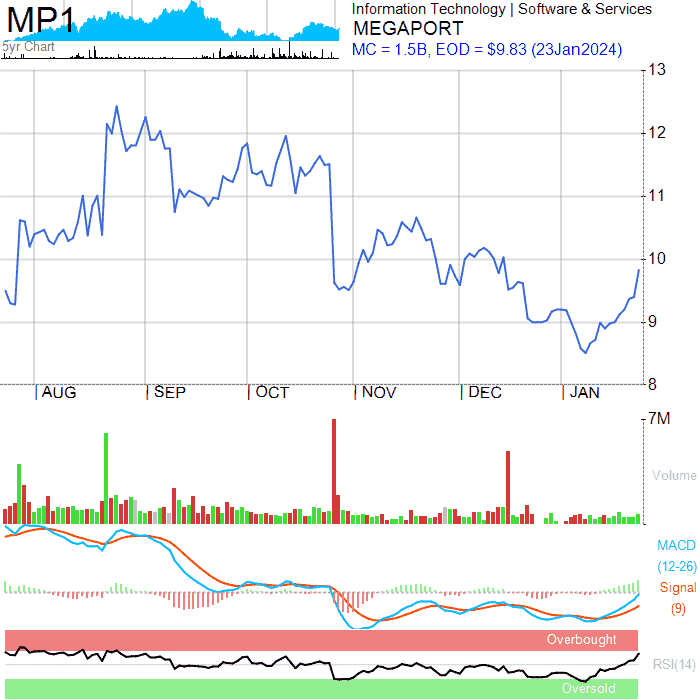 MP1
5yr Chart
Information Technology | Software & Services
MEGAPORT
MC = 1.5B, EOD = $9.83 (23Jan2024)
13
12
11
10
9
8
| AUG | SEP | OCT | NOV | DEC | JAN
7M
Volume
MACD
(12-26)
Signal
(9)
Overbought
RSI(14)
Oversold